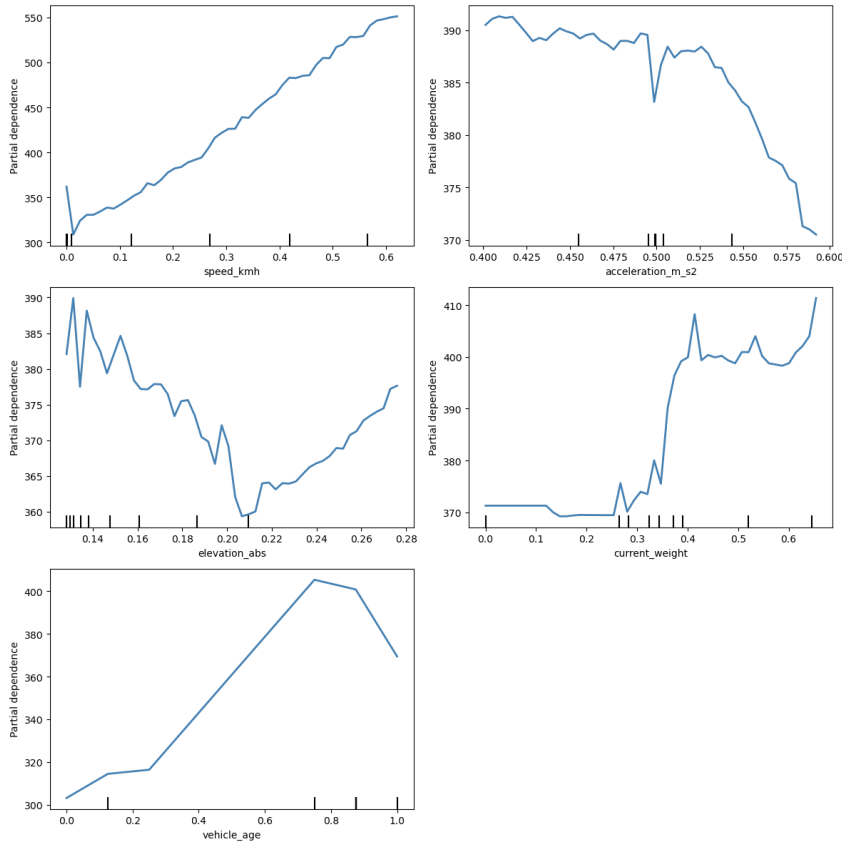 550
500
450
400
350
300
Partial dependence
0.0 0.1 0.2 0.3 0.4 0.5 0.6
speed_kmh
390
385
380
375
370
Partial dependence
0.400 0.425 0.450 0.475 0.500 0.525 0.550 0.575 0.600
acceleration_m_s2
390
385
380
375
370
365
360
Partial dependence
0.14 0.16 0.18 0.20 0.22 0.24 0.26 0.28
elevation_abs
410
400
390
380
370
Partial dependence
0.0 0.1 0.2 0.3 0.4 0.5 0.6
current_weight
400
380
360
340
320
300
Partial dependence
0.0 0.2 0.4 0.6 0.8 1.0
vehicle_age